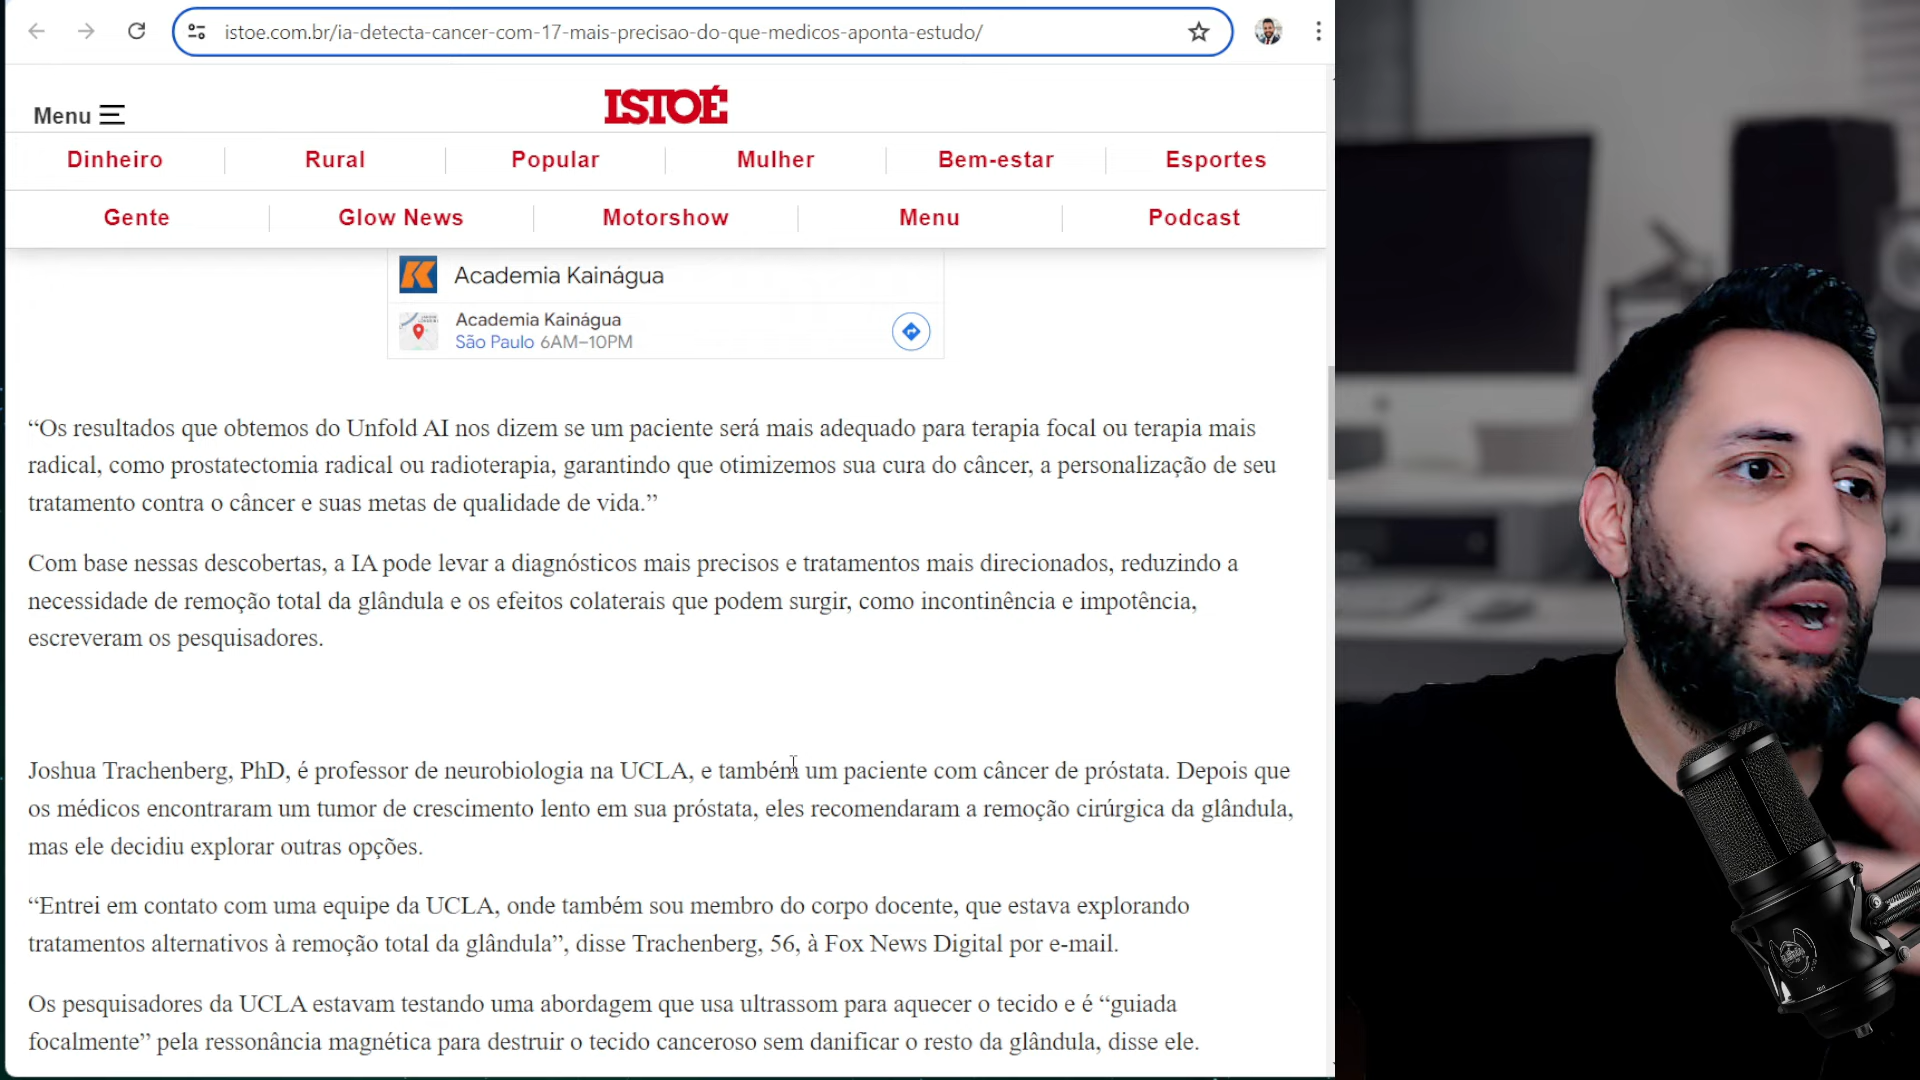 istoe.com.br/ia-detecta-cancer-com-17-mais-precisao-do-que-medicos-aponta-estudo/
Menu
ISTOÉ
Dinheiro
Rural
Popular
Mulher
Bem-estar
Esportes
Gente
Glow News
Motorshow
Menu
Podcast
Academia Kainágua
Academia Kainágua
São Paulo 6AM–10PM
“Os resultados que obtemos do Unfold AI nos dizem se um paciente será mais adequado para terapia focal ou terapia mais
radical, como prostatectomia radical ou radioterapia, garantindo que otimizemos sua cura do câncer, a personalização de seu
tratamento contra o câncer e suas metas de qualidade de vida.”
Com base nessas descobertas, a IA pode levar a diagnósticos mais precisos e tratamentos mais direcionados, reduzindo a
necessidade de remoção total da glândula e os efeitos colaterais que podem surgir, como incontinência e impotência,
escreveram os pesquisadores.
Joshua Trachenberg, PhD, é professor de neurobiologia na UCLA, e também um paciente com câncer de próstata. Depois que
os médicos encontraram um tumor de crescimento lento em sua próstata, eles recomendaram a remoção cirúrgica da glândula,
mas ele decidiu explorar outras opções.
“Entrei em contato com uma equipe da UCLA, onde também sou membro do corpo docente, que estava explorando
tratamentos alternativos à remoção total da glândula”, disse Trachenberg, 56, à Fox News Digital por e-mail.
Os pesquisadores da UCLA estavam testando uma abordagem que usa ultrassom para aquecer o tecido e é “guiada
focalmente” pela ressonância magnética para destruir o tecido canceroso sem danificar o resto da glândula, disse ele.